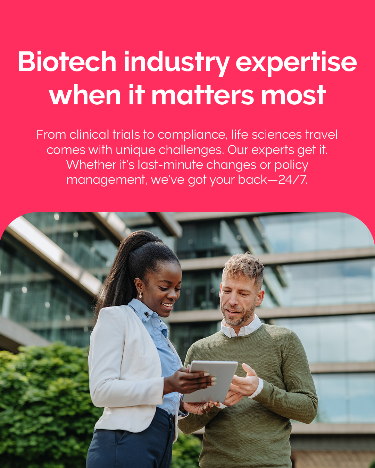 Biotech industry expertise
when it matters most
From clinical trials to compliance, life sciences travel
comes with unique challenges. Our experts get it.
Whether it's last-minute changes or policy
management, we've got your back—24/7.